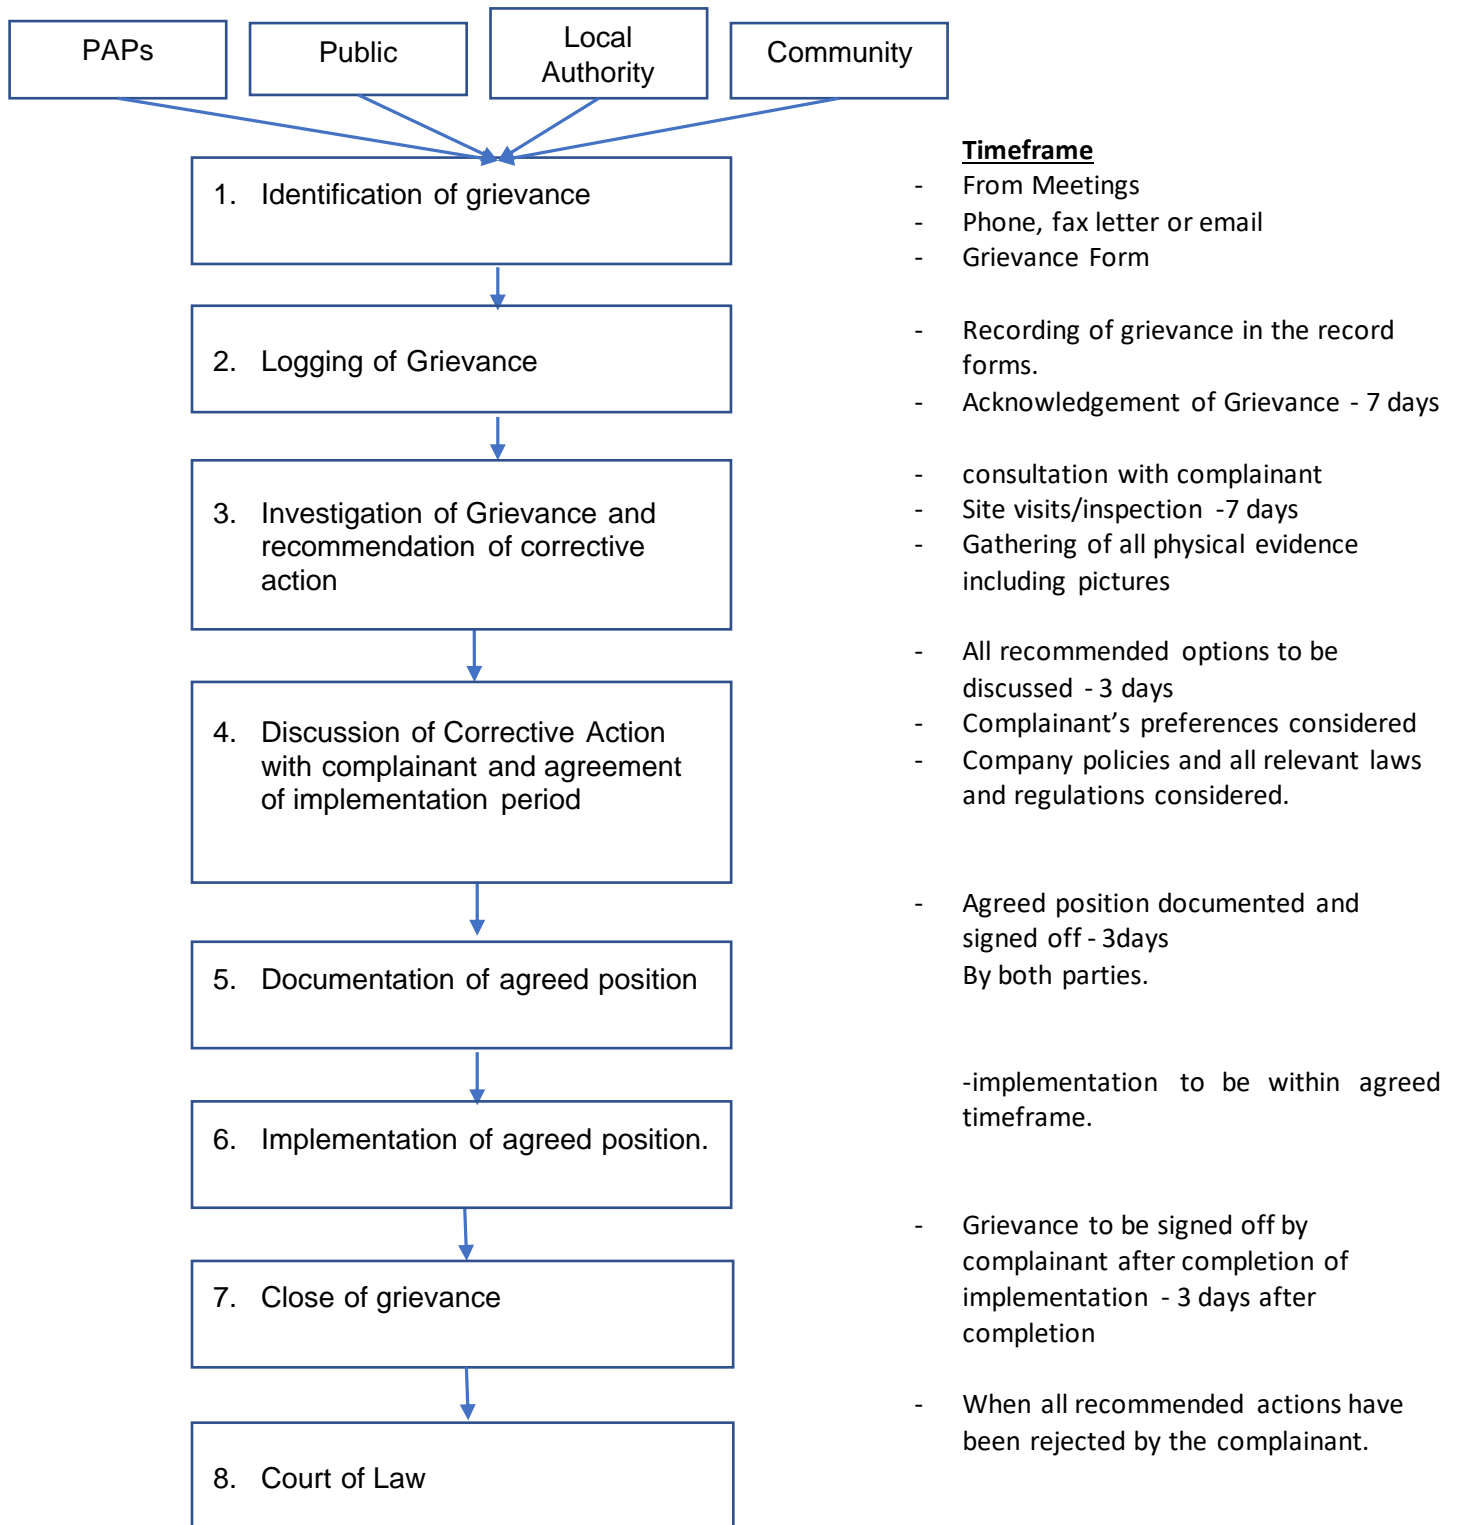 PAPs
Public
Local
Authority
Community
Timeframe
1. Identification of grievance
- From Meetings
- Phone, fax letter or email
- Grievance Form
2. Logging of Grievance
- Recording of grievance in the record
forms.
- Acknowledgement of Grievance - 7 days
3. Investigation of Grievance and
recommendation of corrective
action
- consultation with complainant
- Site visits/inspection -7 days
- Gathering of all physical evidence
including pictures
4. Discussion of Corrective Action
with complainant and agreement
of implementation period
- All recommended options to be
discussed - 3 days
- Complainant’s preferences considered
- Company policies and all relevant laws
and regulations considered.
5. Documentation of agreed position
- Agreed position documented and
signed off - 3days
By both parties.
6. Implementation of agreed position.
-implementation to be within agreed
timeframe.
7. Close of grievance
- Grievance to be signed off by
complainant after completion of
implementation - 3 days after
completion
8. Court of Law
- When all recommended actions have
been rejected by the complainant.